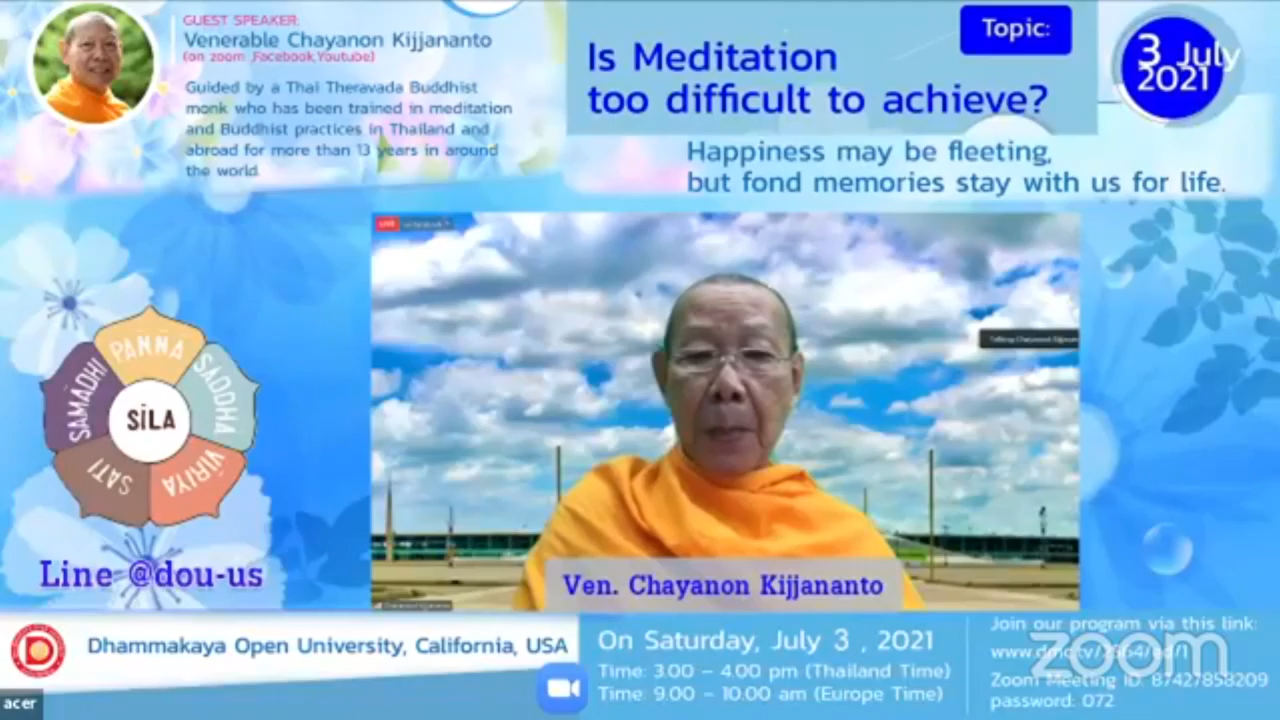 GUEST SPEAKER:
Venerable Chayanon Kijjananto
(on zoom ,Facebook,Youtube)
Guided by a Thai Theravada Buddhist
monk who has been trained in meditation
and Buddhist practices in Thailand and
abroad for more than 13 years in around
the world.
Topic:
Is Meditation
too difficult to achieve?
3 July
2021
Happiness may be fleeting,
but fond memories stay with us for life.
LIVE
PAÑÑA
SADDHA
VIRIYA
SATI
SAMADHI
SILA
Line @dou-us
Ven. Chayanon Kijjananto
Dhammakaya Open University, California, USA
acer
On Saturday, July 3 , 2021
Time: 3.00 – 4.00 pm (Thailand Time)
Time: 9.00 – 10.00 am (Europe Time)
Join our program via this link:
zoom
Zoom Meeting ID: 87427858209
password: 072